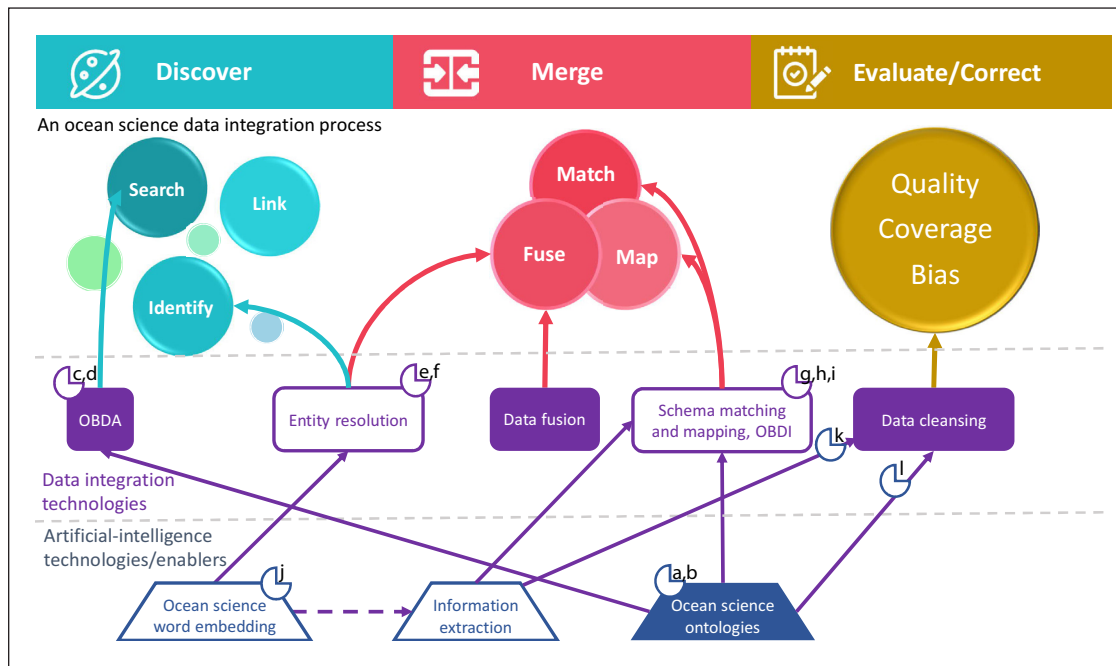 Discover
Merge
Evaluate/Correct
An ocean science data integration process
Search
Link
Identify
Match
Fuse
Map
Quality
Coverage
Bias
c,d
OBDA
e,f
Entity resolution
Data fusion
g,h,i
Schema matching
and mapping, OBDI
k
Data cleansing
l
Data integration
technologies
Artificial-intelligence
technologies/enablers
j
Ocean science
word embedding
Information
extraction
a,b
Ocean science
ontologies